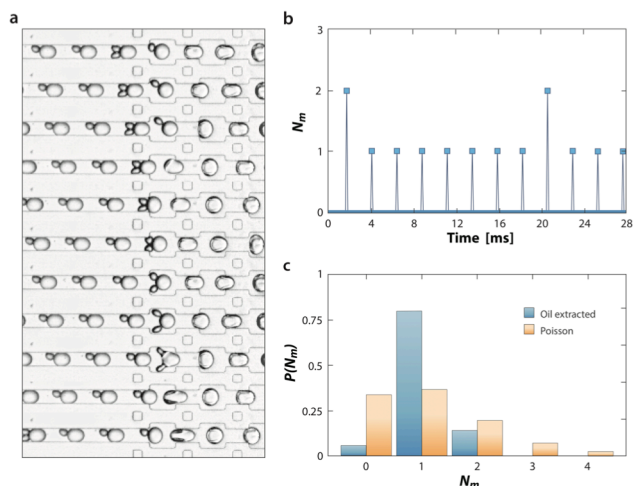 a
b
3
2
1
0
N_m
0 4 8 12 16 20 24 28
Time [ms]
c
1
0.75
0.5
0.25
0
P(N_m)
Oil extracted
Poisson
0 1 2 3 4
N_m